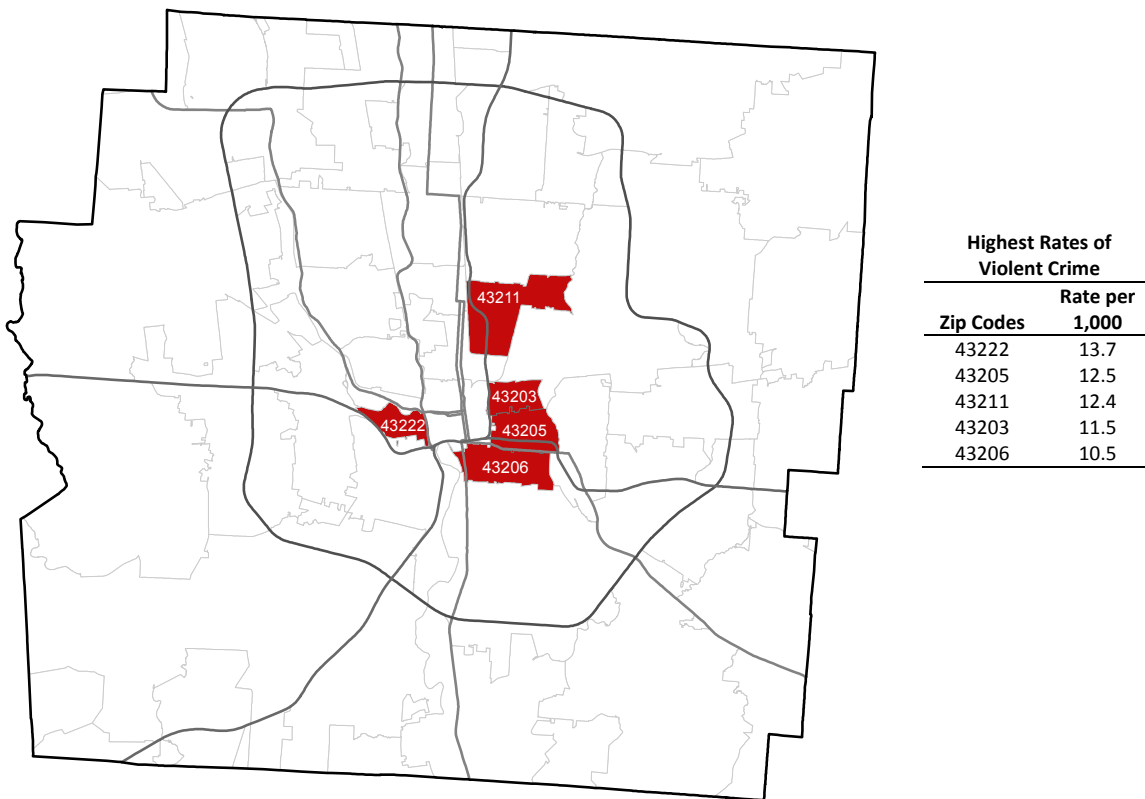 43211
43203
43222
43205
43206
Highest Rates of
Violent Crime
Rate per
Zip Codes 1,000
43222 13.7
43205 12.5
43211 12.4
43203 11.5
43206 10.5